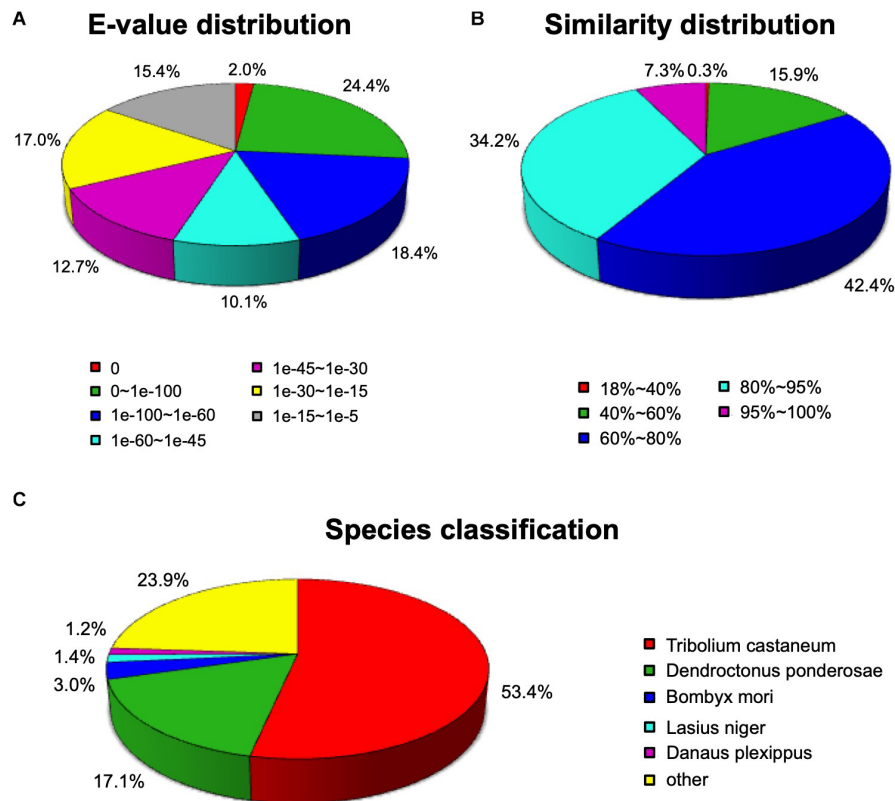 A
E-value distribution
15.4%
2.0%
24.4%
17.0%
18.4%
12.7%
10.1%
0
0~1e-100
1e-100~1e-60
1e-60~1e-45
1e-45~1e-30
1e-30~1e-15
1e-15~1e-5
B
Similarity distribution
7.3%
0.3%
15.9%
34.2%
42.4%
18%~40%
40%~60%
60%~80%
80%~95%
95%~100%
C
Species classification
23.9%
1.2%
1.4%
3.0%
53.4%
17.1%
Tribolium castaneum
Dendroctonus ponderosae
Bombyx mori
Lasius niger
Danaus plexippus
other